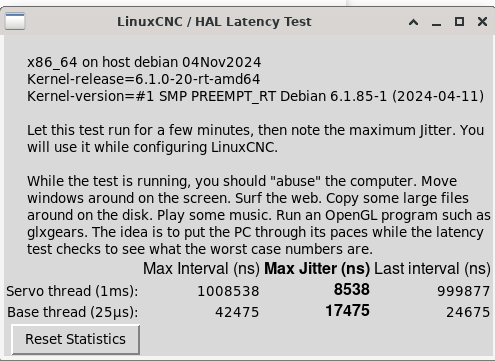 LinuxCNC / HAL Latency Test
x86_64 on host debian 04Nov2024
Kernel-release=6.1.0-20-rt-amd64
Kernel-version=#1 SMP PREEMPT_RT Debian 6.1.85-1 (2024-04-11)
Let this test run for a few minutes, then note the maximum Jitter. You
will use it while configuring LinuxCNC.
While the test is running, you should "abuse" the computer. Move
windows around on the screen. Surf the web. Copy some large files
around on the disk. Play some music. Run an OpenGL program such as
glxgears. The idea is to put the PC through its paces while the latency
test checks to see what the worst case numbers are.
Max Interval (ns) Max Jitter (ns) Last interval (ns)
Servo thread (1ms): 1008538 8538 999877
Base thread (25µs): 42475 17475 24675
Reset Statistics